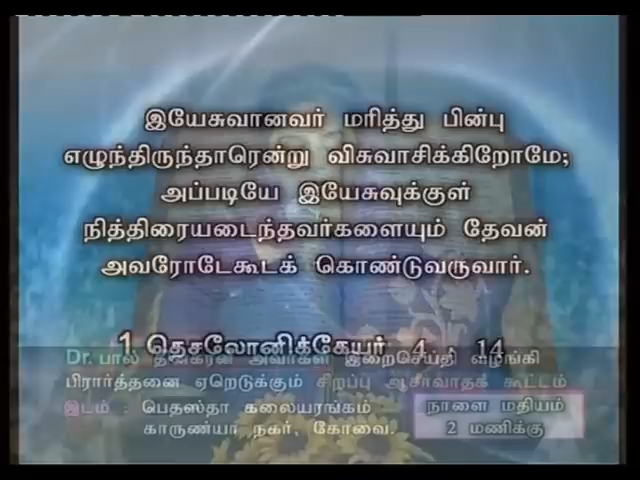 இயேசுவானவர் மரித்து பின்பு
எழுந்திருந்தாரென்று விசுவாசிக்கிறோமே;
அப்படியே இயேசுவுக்குள்
நித்திரையடைந்தவர்களையும் தேவன்
அவரோடேகூடக் கொண்டுவருவார்.
1 தெசலோனிக்கேயர் 4 : 14
Dr. பால் தினகரன் அவர்கள் இறைசெய்தி வழங்கி
பிரார்த்தனை ஏறெடுக்கும் சிறப்பு ஆசீர்வாதக் கூட்டம்
இடம் : பெதஸ்தா கலையரங்கம்
காருண்யா நகர், கோவை.
நாளை மதியம்
2 மணிக்கு